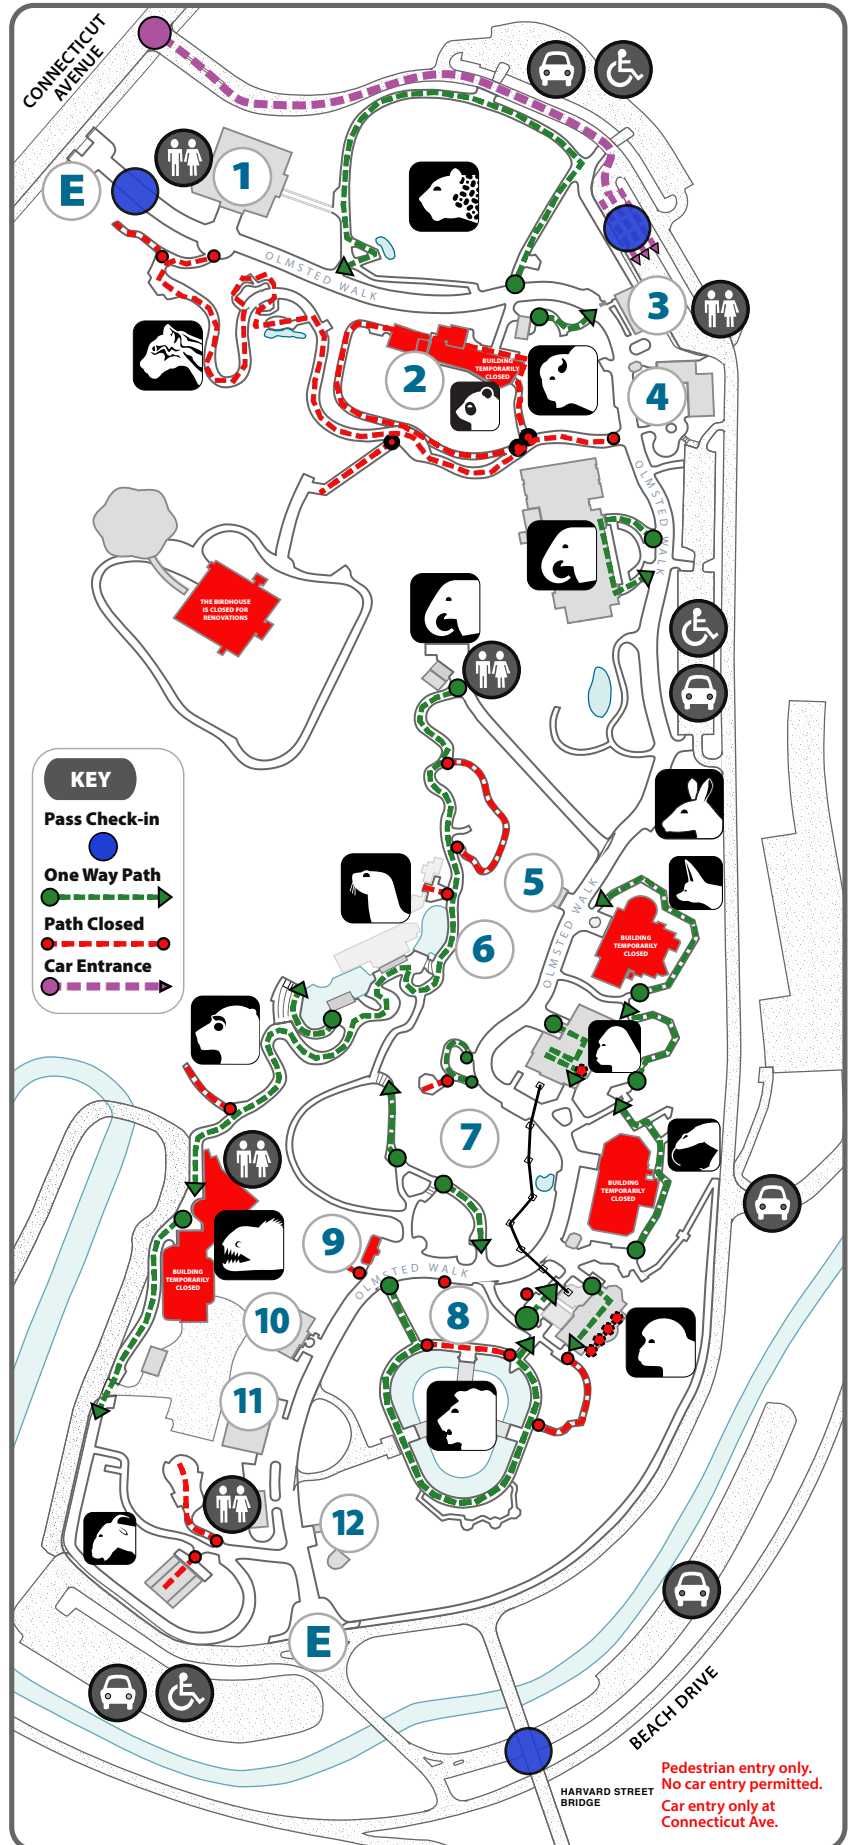 CONNECTICUT
AVENUE
E
1
OLMSTED WALK
3
2
BUILDING
TEMPORARILY
CLOSED
4
OLMSTED WALK
THE BIRDHOUSE
IS CLOSED FOR
RENOVATIONS
KEY
Pass Check-in
One Way Path
Path Closed
Car Entrance
5
OLMSTED WALK
6
BUILDING
TEMPORARILY
CLOSED
7
BUILDING
TEMPORARILY
CLOSED
9
OLMSTED WALK
BUILDING
TEMPORARILY
CLOSED
10
8
11
12
E
BEACH DRIVE
HARVARD STREET
BRIDGE
Pedestrian entry only.
No car entry permitted.
Car entry only at
Connecticut Ave.